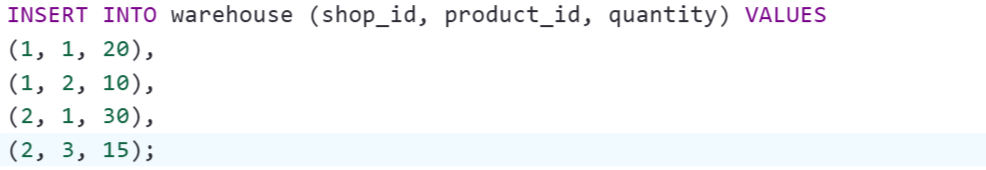 INSERT INTO warehouse (shop_id, product_id, quantity) VALUES
(1, 1, 20),
(1, 2, 10),
(2, 1, 30),
(2, 3, 15);